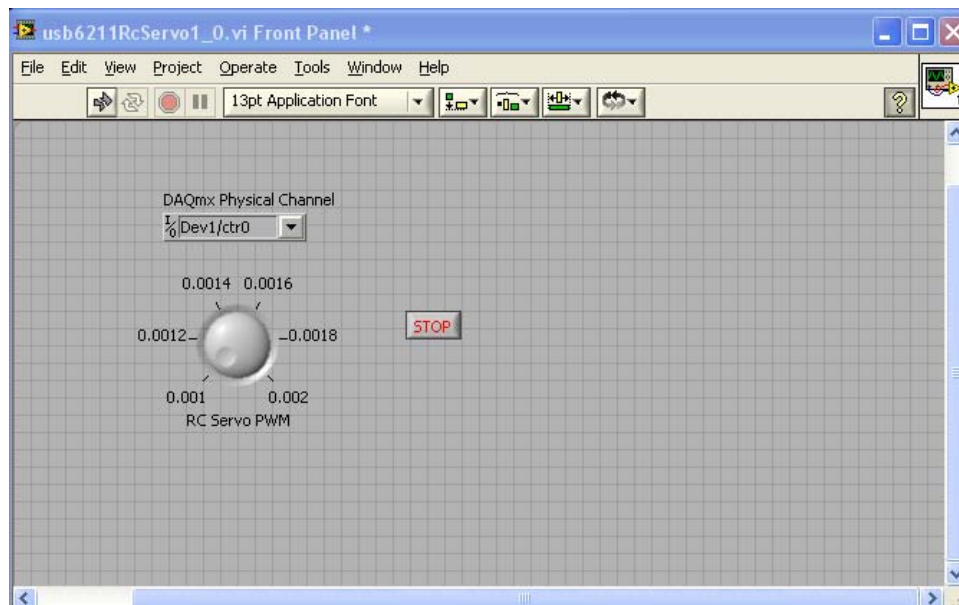 usb6211RcServo1_0.vi Front Panel *
File Edit View Project Operate Tools Window Help
13pt Application Font
DAQmx Physical Channel
Dev1/ctr0
0.0014 0.0016
0.0012 0.0018
0.001 0.002
RC Servo PWM
STOP